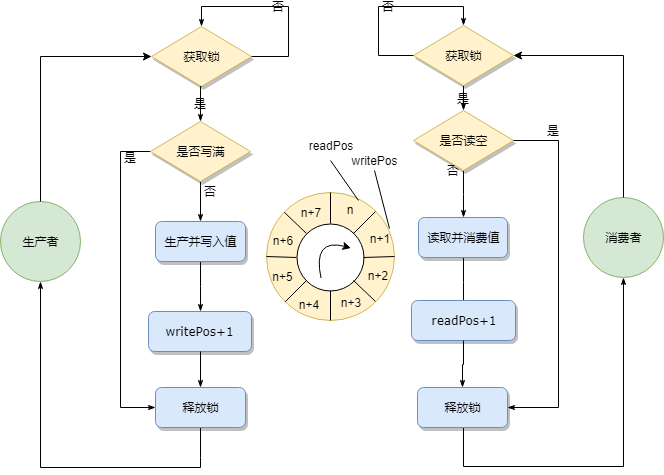 否
否
获取锁
获取锁
是
是
是否写满
是否读空
是
是
readPos
writePos
否
否
n+7
n
n+6
n+1
n+5
n+2
n+4
n+3
生产者
生产并写入值
读取并消费值
消费者
writePos+1
readPos+1
释放锁
释放锁